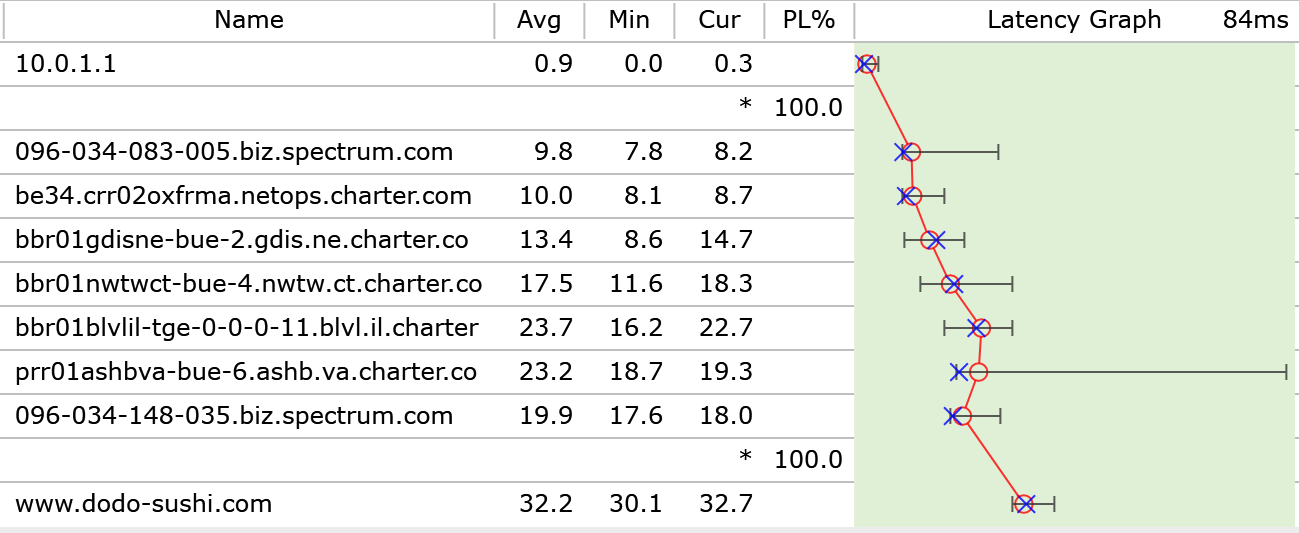 Name Avg Min Cur PL% Latency Graph 84ms
10.0.1.1 0.9 0.0 0.3
* 100.0
096-034-083-005.biz.spectrum.com 9.8 7.8 8.2
be34.crr02oxfrma.netops.charter.com 10.0 8.1 8.7
bbr01gdisne-bue-2.gdis.ne.charter.co 13.4 8.6 14.7
bbr01nwtwct-bue-4.nwtw.ct.charter.co 17.5 11.6 18.3
bbr01blvlil-tge-0-0-0-11.blvl.il.charter 23.7 16.2 22.7
prr01ashbva-bue-6.ashb.va.charter.co 23.2 18.7 19.3
096-034-148-035.biz.spectrum.com 19.9 17.6 18.0
* 100.0
www.dodo-sushi.com 32.2 30.1 32.7